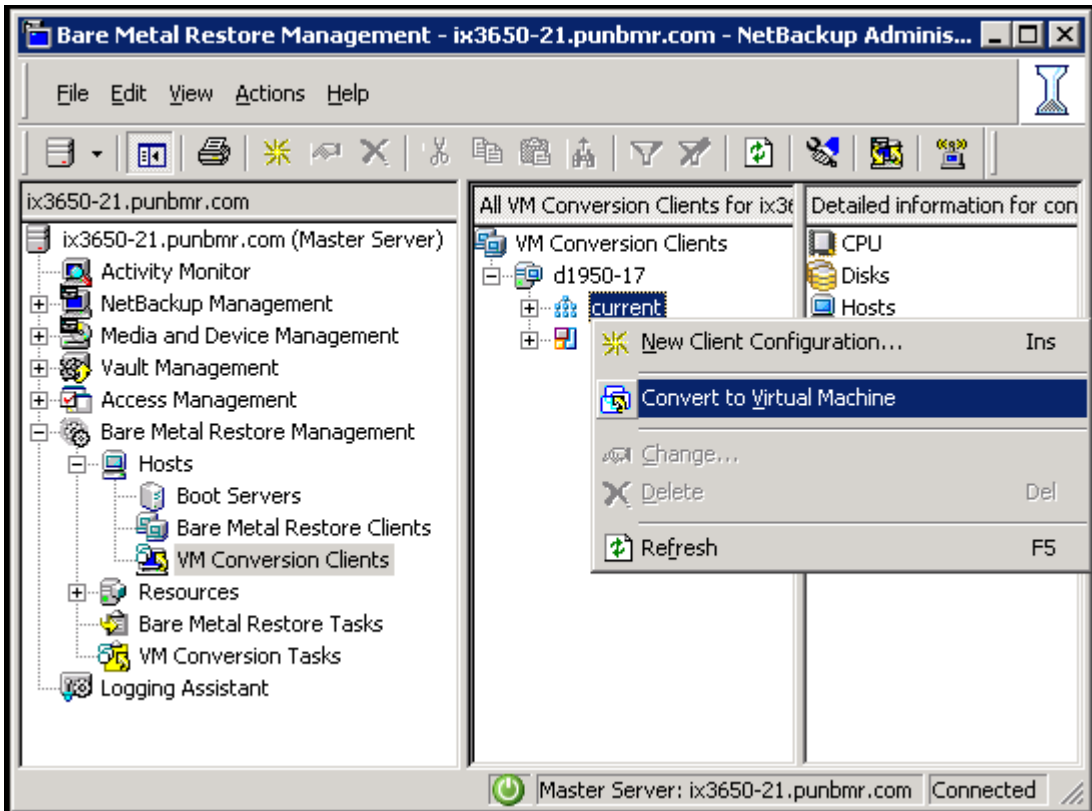 Bare Metal Restore Management - ix3650-21.punbmr.com - NetBackup Adminis...
File Edit View Actions Help
ix3650-21.punbmr.com
ix3650-21.punbmr.com (Master Server)
Activity Monitor
NetBackup Management
Media and Device Management
Vault Management
Access Management
Bare Metal Restore Management
Hosts
Boot Servers
Bare Metal Restore Clients
VM Conversion Clients
Resources
Bare Metal Restore Tasks
VM Conversion Tasks
Logging Assistant
All VM Conversion Clients for ix36
VM Conversion Clients
d1950-17
current
Detailed information for con
CPU
Disks
Hosts
New Client Configuration... Ins
Convert to Virtual Machine
Change...
Delete Del
Refresh F5
Master Server: ix3650-21.punbmr.com Connected